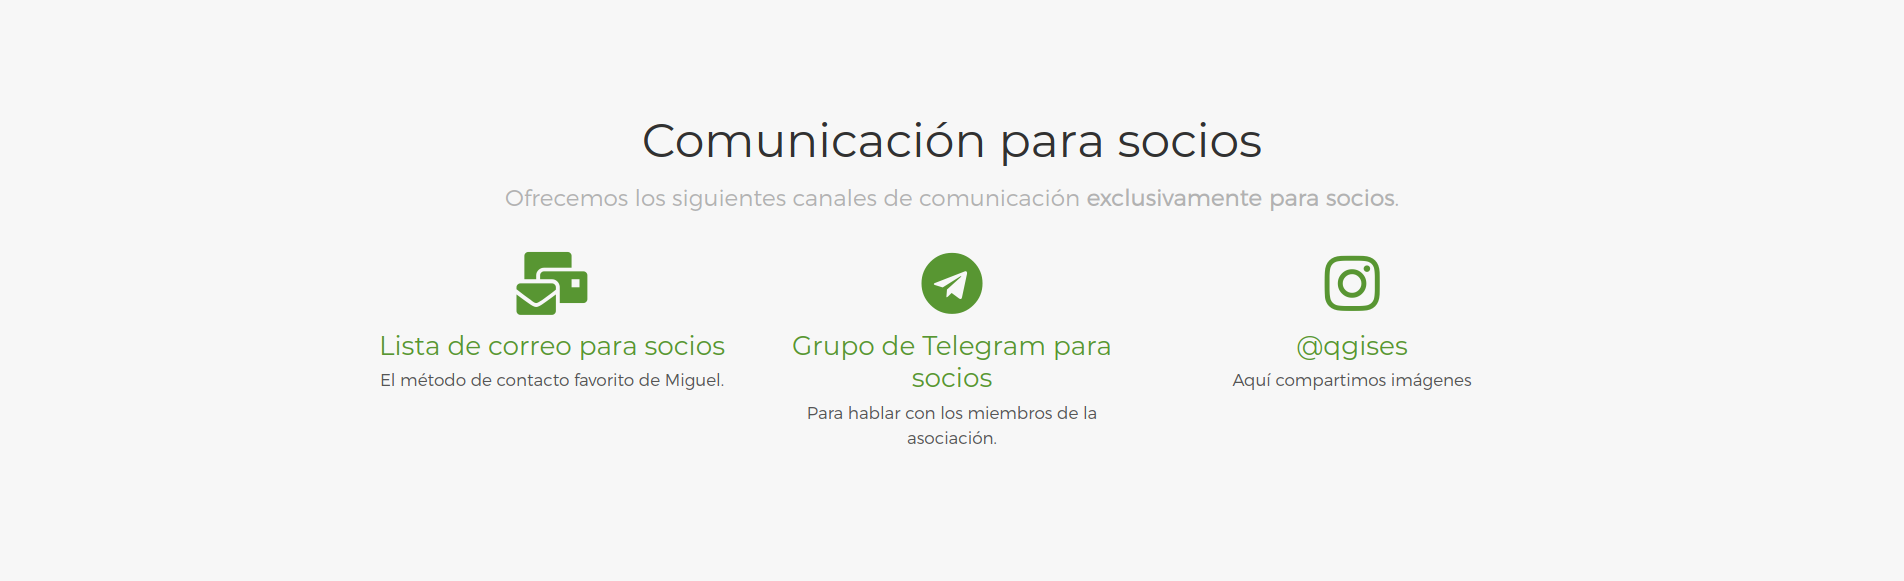 Comunicación para socios
Ofrecemos los siguientes canales de comunicación exclusivamente para socios.
Lista de correo para socios
El método de contacto favorito de Miguel.
Grupo de Telegram para
socios
Para hablar con los miembros de la
asociación.
@qgises
Aquí compartimos imágenes